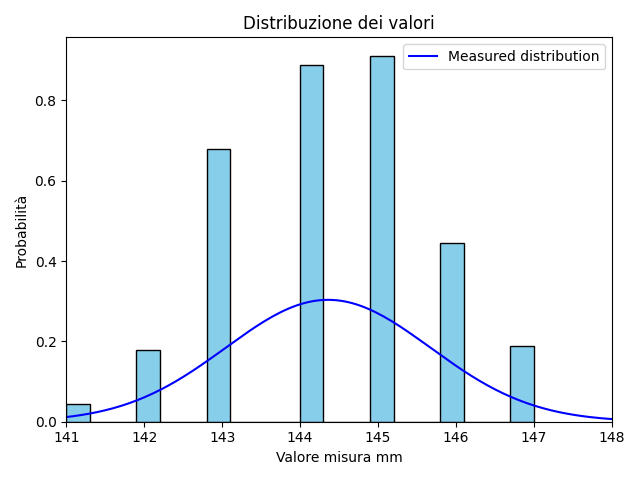 Distribuzione dei valori
Measured distribution
Probabilità
0.8
0.6
0.4
0.2
0.0
141 142 143 144 145 146 147 148
Valore misura mm